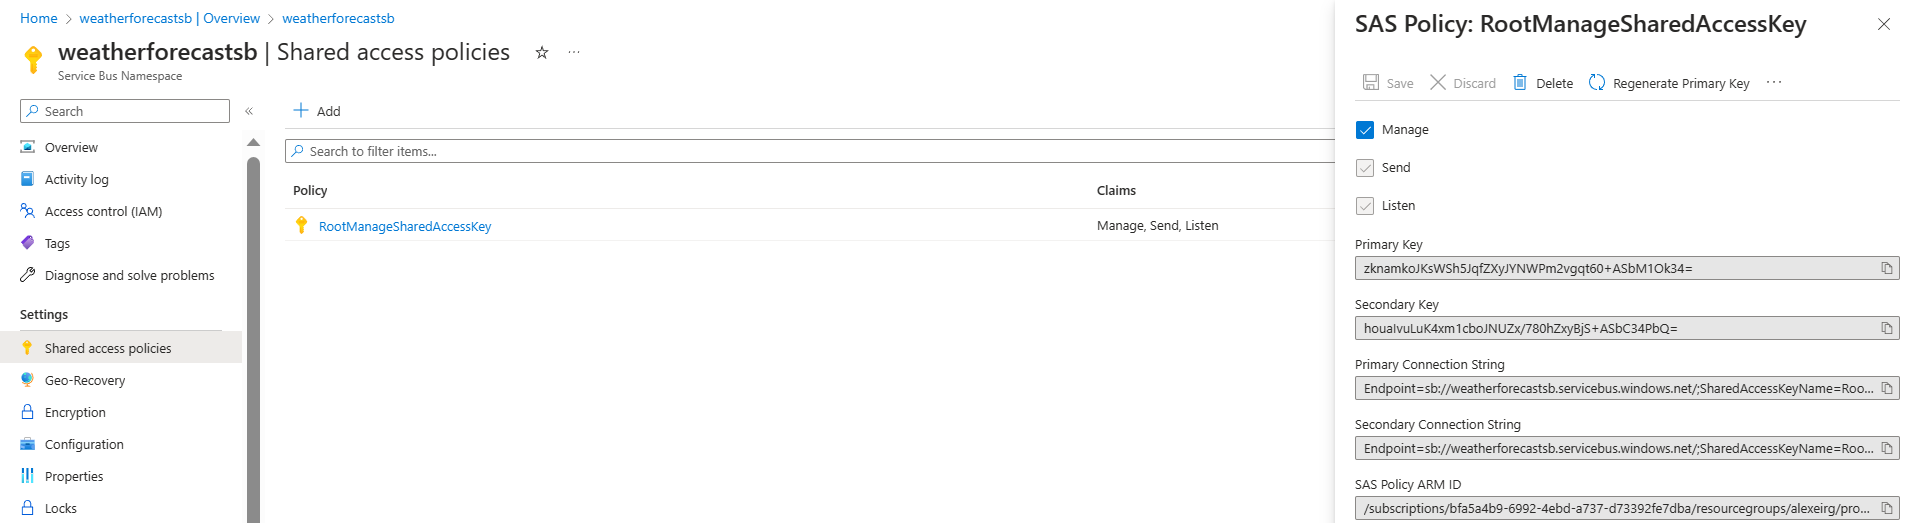 Home > weatherforecastsb | Overview > weatherforecastsb
weatherforecastsb | Shared access policies
Service Bus Namespace
Search
Overview
Activity log
Access control (IAM)
Tags
Diagnose and solve problems
Settings
Shared access policies
Geo-Recovery
Encryption
Configuration
Properties
Locks
Add
Search to filter items...
Policy Claims
RootManageSharedAccessKey Manage, Send, Listen
SAS Policy: RootManageSharedAccessKey
Save Discard Delete Regenerate Primary Key
Manage
Send
Listen
Primary Key
zknamkoJKsWSh5JqfZXyJYNWPm2vgqt60+ASbM1Ok34=
Secondary Key
houaIvuLuK4xm1cboJNUZx/780hZxyBjS+ASbC34PbQ=
Primary Connection String
Endpoint=sb://weatherforecastsb.servicebus.windows.net/;SharedAccessKeyName=Roo...
Secondary Connection String
Endpoint=sb://weatherforecastsb.servicebus.windows.net/;SharedAccessKeyName=Roo...
SAS Policy ARM ID
/subscriptions/bfa5a4b9-6992-4ebd-a737-d73392fe7dba/resourcegroups/alexeirg/pro...